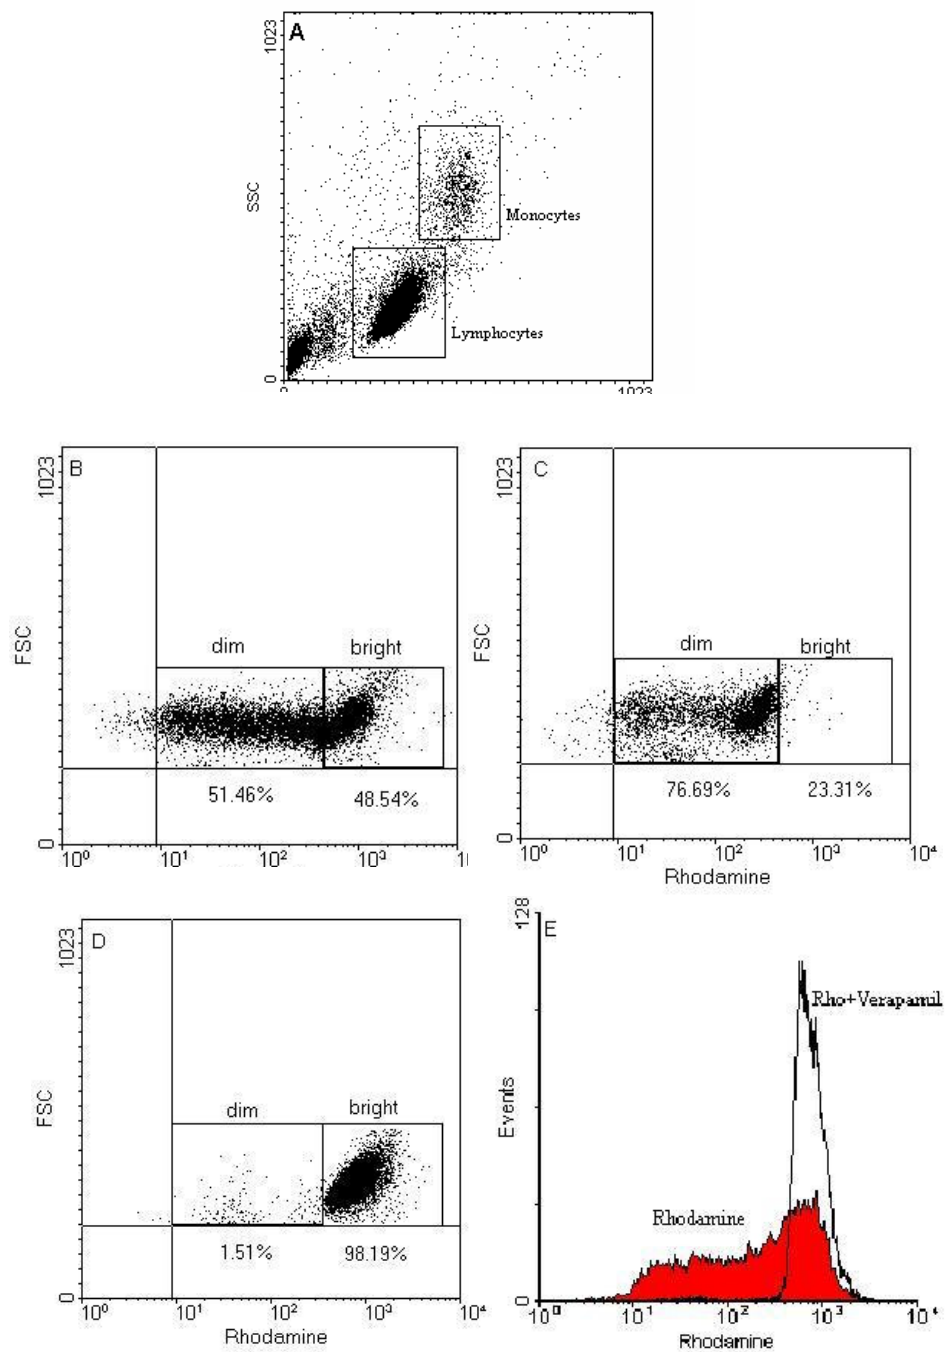 A
1023
SSC
Monocytes
Lymphocytes
0
0
1023
B
1023
FSC
dim
bright
51.46%
48.54%
0
10⁰
10¹
10²
10³
C
1023
FSC
dim
bright
76.69%
23.31%
0
10⁰
10¹
10²
10³
10⁴
Rhodamine
D
1023
FSC
dim
bright
1.51%
98.19%
0
10⁰
10¹
10²
10³
10⁴
Rhodamine
E
128
Events
Rho+Verapamil
Rhodamine
0
10⁰
10¹
10²
10³
10⁴
Rhodamine